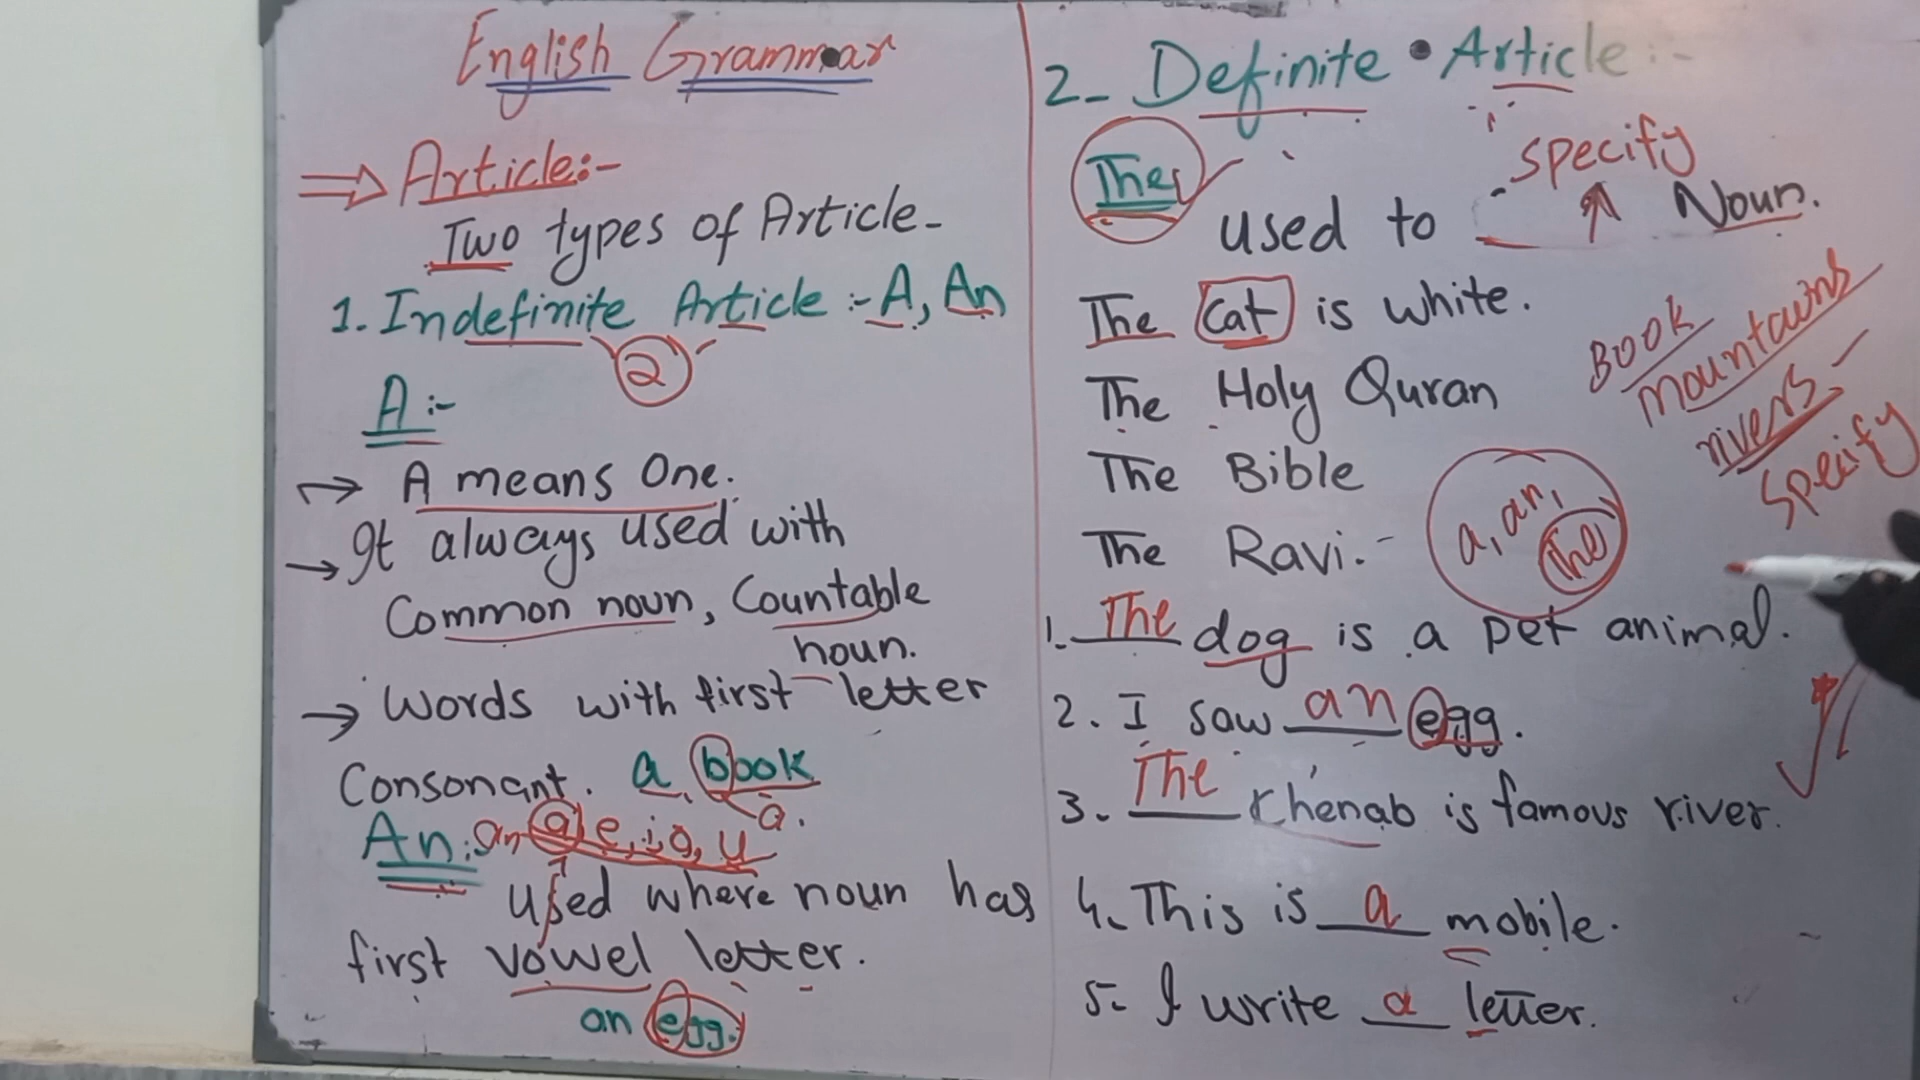 English Grammar
⇒ Article:-
Two types of Article-
1. Indefinite Article :- A, An
2
A :-
→ A means One.
→ It always used with
Common noun, Countable
noun.
→ Words with first letter
Consonant. a book
a.
An: an a, e, i, o, u
used where noun has
first vowel letter.
an egg.
2- Definite Article:-
The
specify
used to ↑ Noun.
The Cat is white.
The Holy Quran
The Bible
The Ravi.-
Book
mountains
rivers-
Specify
a, an,
The
1. The dog is a pet animal.
2. I saw an egg.
3. The Chenab is famous river.
4. This is a mobile.
5- I write a letter.